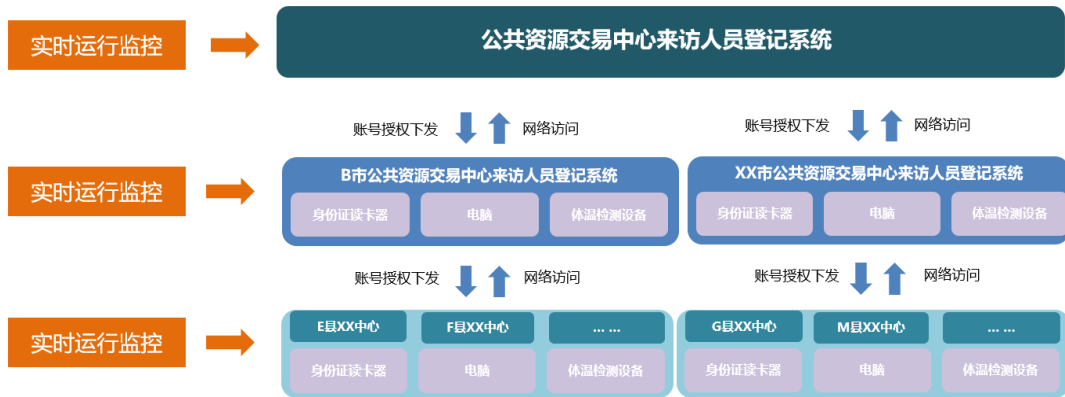 实时运行监控
公共资源交易中心来访人员登记系统
账号授权下发
网络访问
账号授权下发
网络访问
实时运行监控
B市公共资源交易中心来访人员登记系统
身份证读卡器
电脑
体温检测设备
XX市公共资源交易中心来访人员登记系统
身份证读卡器
电脑
体温检测设备
账号授权下发
网络访问
账号授权下发
网络访问
实时运行监控
E县XX中心
F县XX中心
... ...
身份证读卡器
电脑
体温检测设备
G县XX中心
M县XX中心
... ...
身份证读卡器
电脑
体温检测设备